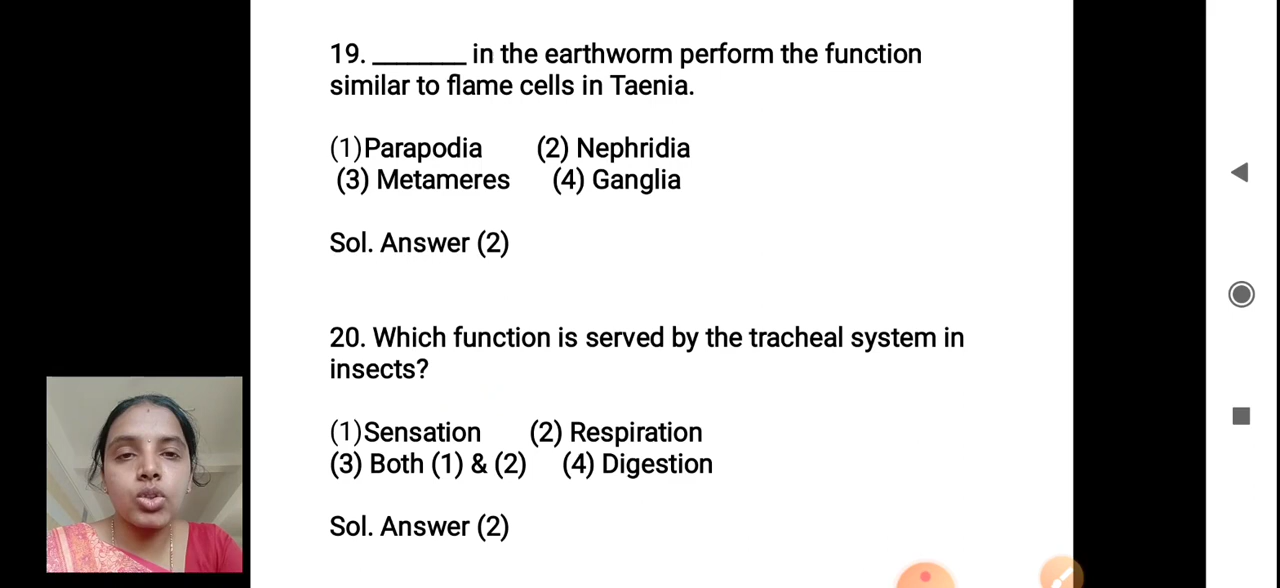 19. _______ in the earthworm perform the function
similar to flame cells in Taenia.
(1)Parapodia (2) Nephridia
(3) Metameres (4) Ganglia
Sol. Answer (2)
20. Which function is served by the tracheal system in
insects?
(1)Sensation (2) Respiration
(3) Both (1) & (2) (4) Digestion
Sol. Answer (2)